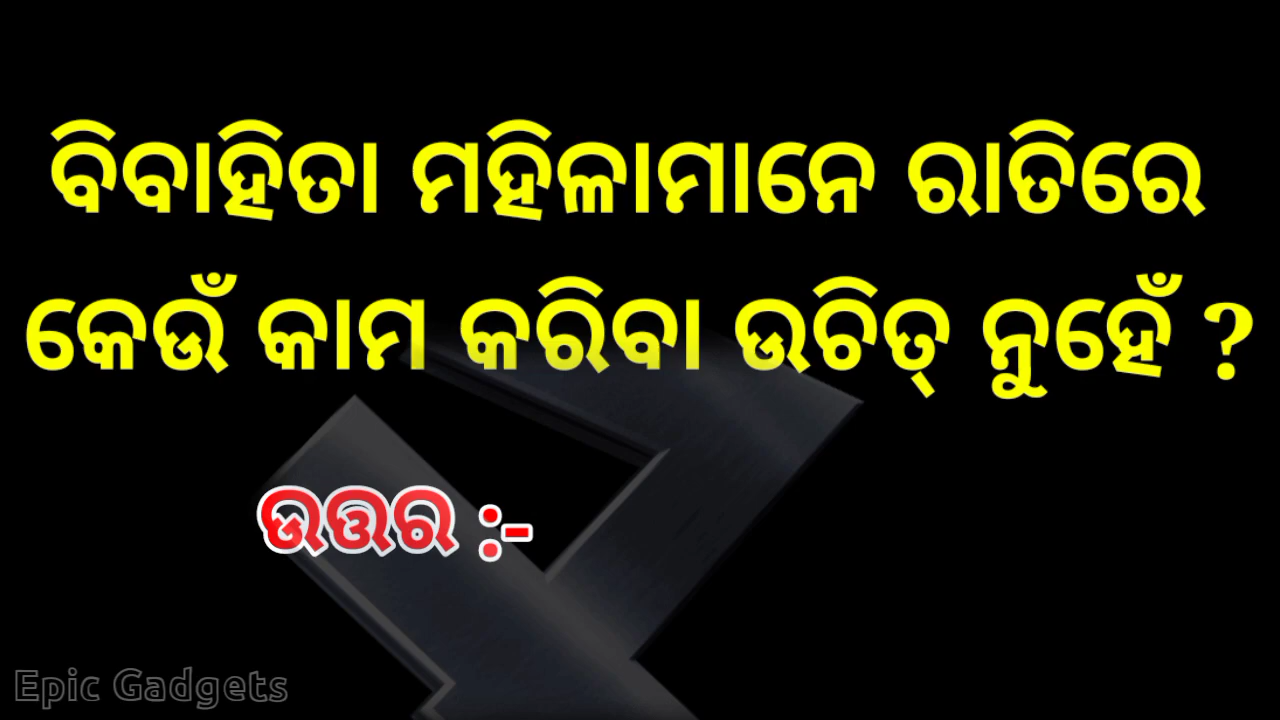 ବିବାହିତା ମହିଳାମାନେ ରାତିରେ
କେଉଁ କାମ କରିବା ଉଚିତ୍ ନୁହେଁ ?
ଉତ୍ତର :-
Epic Gadgets